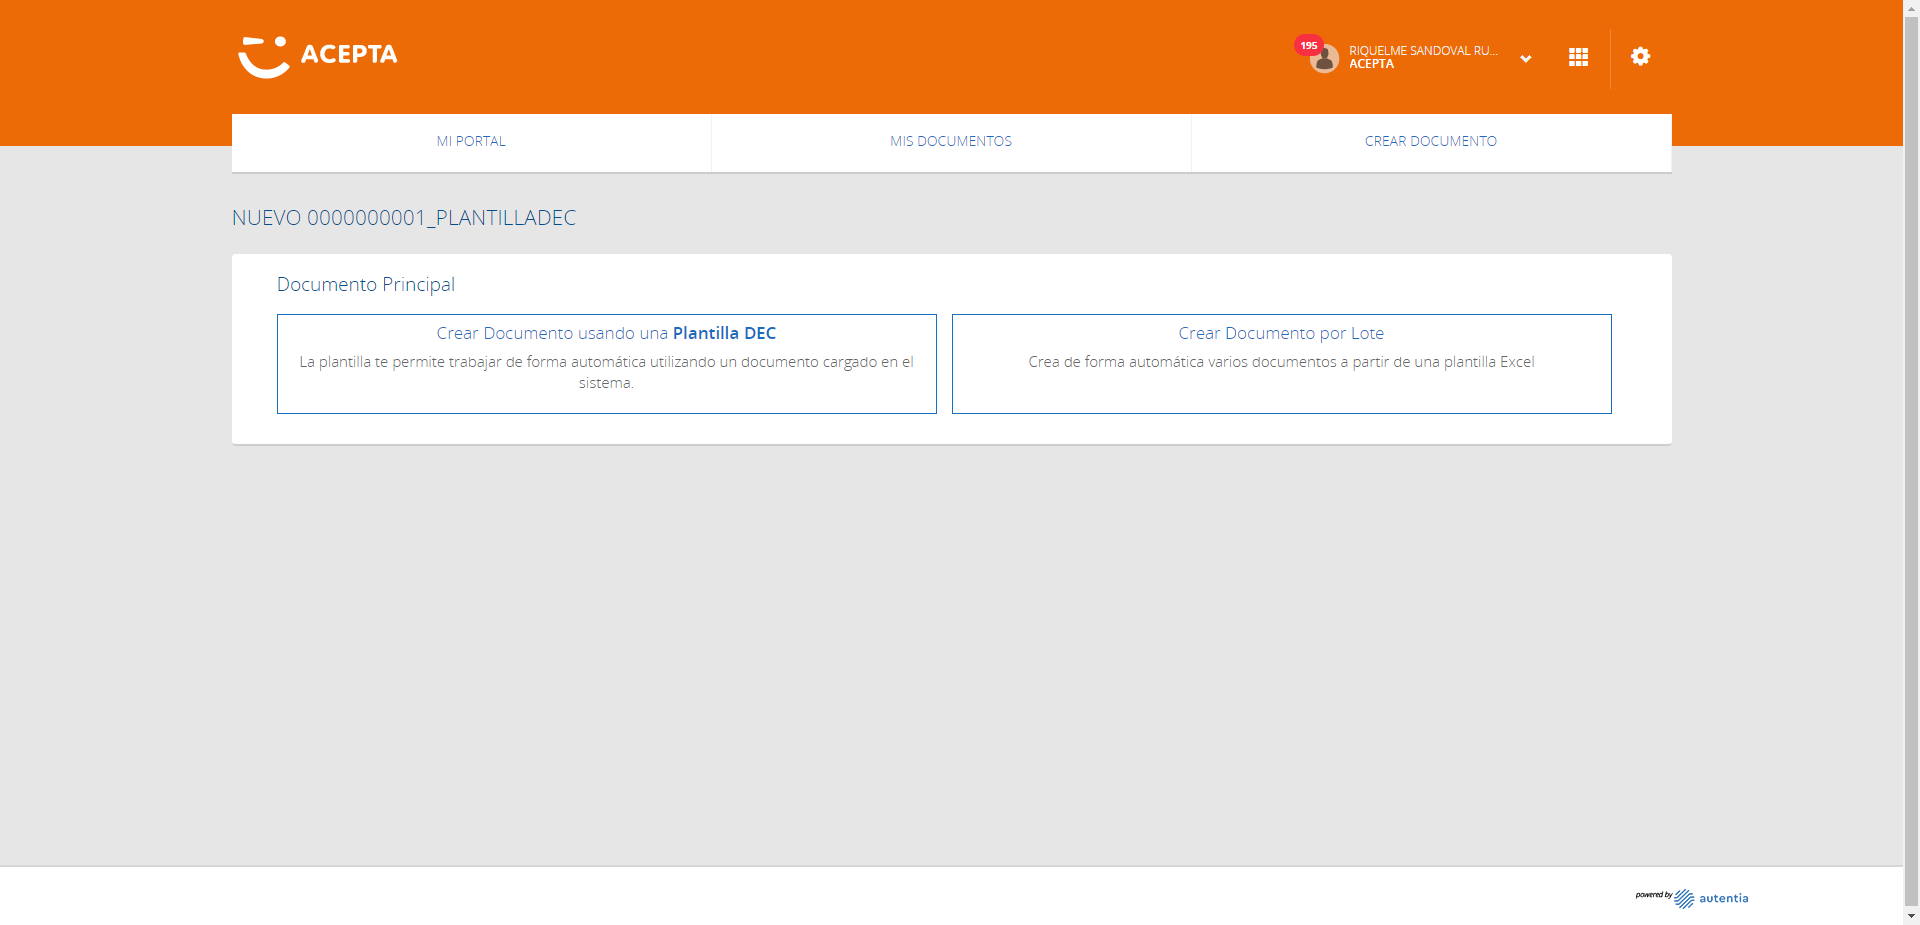 ACEPTA
195
RIQUELME SANDOVAL RU...
ACEPTA
MI PORTAL
MIS DOCUMENTOS
CREAR DOCUMENTO
NUEVO 0000000001_PLANTILLADEC
Documento Principal
Crear Documento usando una Plantilla DEC
La plantilla te permite trabajar de forma automática utilizando un documento cargado en el
sistema.
Crear Documento por Lote
Crea de forma automática varios documentos a partir de una plantilla Excel
powered by autentia